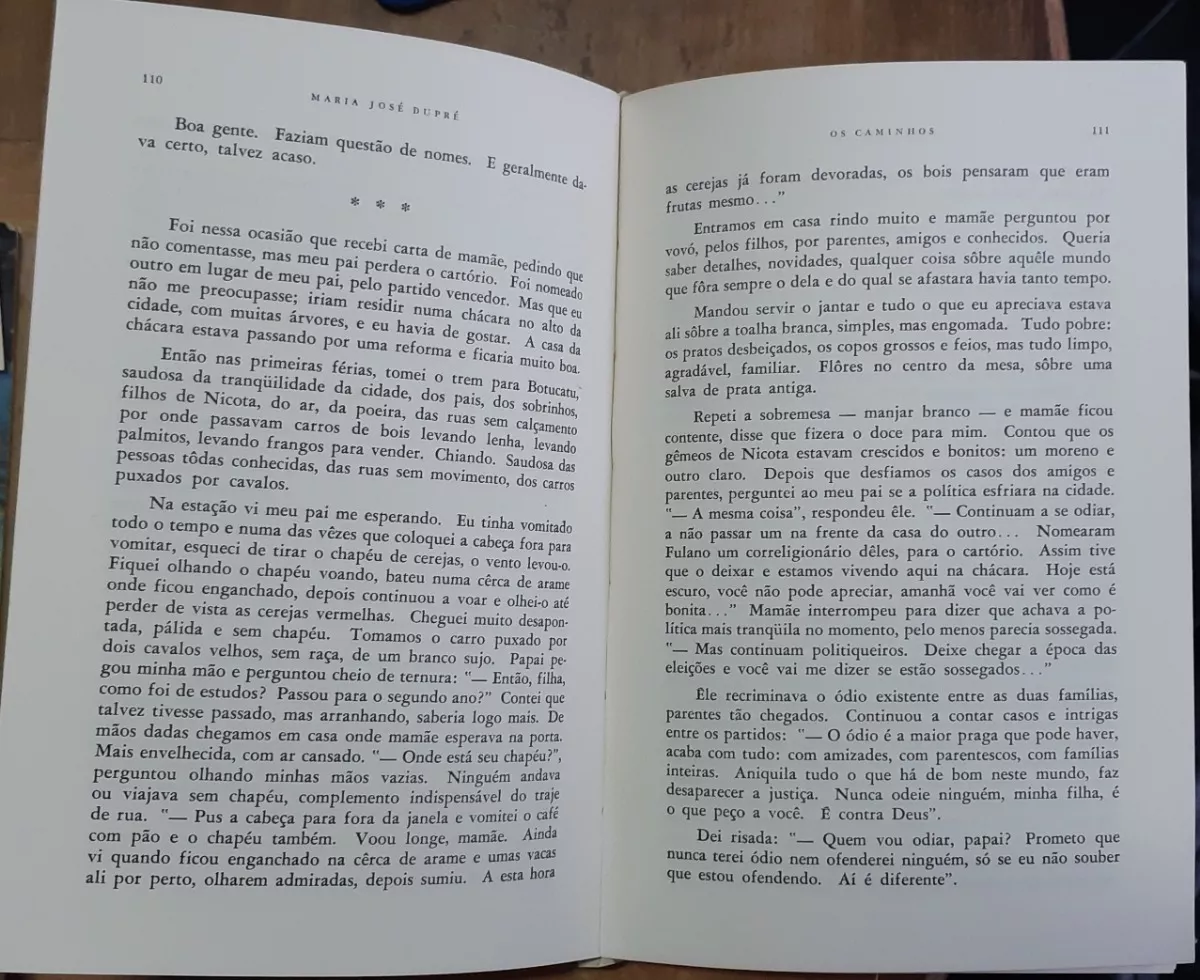 110
MARIA JOSÉ DUPRÉ
Boa gente. Faziam questão de nomes. E geralmente da-
va certo, talvez acaso.
* * *
Foi nessa ocasião que recebi carta de mamãe, pedindo que
não comentasse, mas meu pai perdera o cartório. Foi nomeado
outro em lugar de meu pai, pelo partido vencedor. Mas que eu
não me preocupasse; iriam residir numa chácara no alto da
cidade, com muitas árvores, e eu havia de gostar. A casa da
chácara estava passando por uma reforma e ficaria muito boa.
Então nas primeiras férias, tomei o trem para Botucatu,
saudosa da tranqüilidade da cidade, dos pais, dos sobrinhos,
filhos de Nicota, do ar, da poeira, das ruas sem calçamento
por onde passavam carros de bois levando lenha, levando
palmitos, levando frangos para vender. Chiando. Saudosa das
pessoas tôdas conhecidas, das ruas sem movimento, dos carros
puxados por cavalos.
Na estação vi meu pai me esperando. Eu tinha vomitado
todo o tempo e numa das vêzes que coloquei a cabeça fora para
vomitar, esqueci de tirar o chapéu de cerejas, o vento levou-o.
Fiquei olhando o chapéu voando, bateu numa cêrca de arame
onde ficou enganchado, depois continuou a voar e olhei-o até
perder de vista as cerejas vermelhas. Cheguei muito desapon-
tada, pálida e sem chapéu. Tomamos o carro puxado por
dois cavalos velhos, sem raça, de um branco sujo. Papai pe-
gou minha mão e perguntou cheio de ternura: "— Então, filha,
como foi de estudos? Passou para o segundo ano?" Contei que
talvez tivesse passado, mas arranhando, saberia logo mais. De
mãos dadas chegamos em casa onde mamãe esperava na porta.
Mais envelhecida, com ar cansado. "— Onde está seu chapéu?",
perguntou olhando minhas mãos vazias. Ninguém andava
ou viajava sem chapéu, complemento indispensável do traje
de rua. "— Pus a cabeça para fora da janela e vomitei o café
com pão e o chapéu também. Voou longe, mamãe. Ainda
vi quando ficou enganchado na cêrca de arame e umas vacas
ali por perto, olharem admiradas, depois sumiu. A esta hora
OS CAMINHOS
111
as cerejas já foram devoradas, os bois pensaram que eram
frutas mesmo..."
Entramos em casa rindo muito e mamãe perguntou por
vovó, pelos filhos, por parentes, amigos e conhecidos. Queria
saber detalhes, novidades, qualquer coisa sôbre aquêle mundo
que fôra sempre o dela e do qual se afastara havia tanto tempo.
Mandou servir o jantar e tudo o que eu apreciava estava
ali sôbre a toalha branca, simples, mas engomada. Tudo pobre:
os pratos desbeiçados, os copos grossos e feios, mas tudo limpo,
agradável, familiar. Flôres no centro da mesa, sôbre uma
salva de prata antiga.
Repeti a sobremesa — manjar branco — e mamãe ficou
contente, disse que fizera o doce para mim. Contou que os
gêmeos de Nicota estavam crescidos e bonitos: um moreno e
outro claro. Depois que desfiamos os casos dos amigos e
parentes, perguntei ao meu pai se a política esfriara na cidade.
"— A mesma coisa", respondeu êle. "— Continuam a se odiar,
a não passar um na frente da casa do outro... Nomearam
Fulano um correligionário dêles, para o cartório. Assim tive
que o deixar e estamos vivendo aqui na chácara. Hoje está
escuro, você não pode apreciar, amanhã você vai ver como é
bonita..." Mamãe interrompeu para dizer que achava a po-
lítica mais tranqüila no momento, pelo menos parecia sossegada.
"— Mas continuam politiqueiros. Deixe chegar a época das
eleições e você vai me dizer se estão sossegados..."
Êle recriminava o ódio existente entre as duas famílias,
parentes tão chegados. Continuou a contar casos e intrigas
entre os partidos: "— O ódio é a maior praga que pode haver,
acaba com tudo: com amizades, com parentescos, com famílias
inteiras. Aniquila tudo o que há de bom neste mundo, faz
desaparecer a justiça. Nunca odeie ninguém, minha filha, é
o que peço a você. É contra Deus".
Dei risada: "— Quem vou odiar, papai? Prometo que
nunca terei ódio nem ofenderei ninguém, só se eu não souber
que estou ofendendo. Aí é diferente".